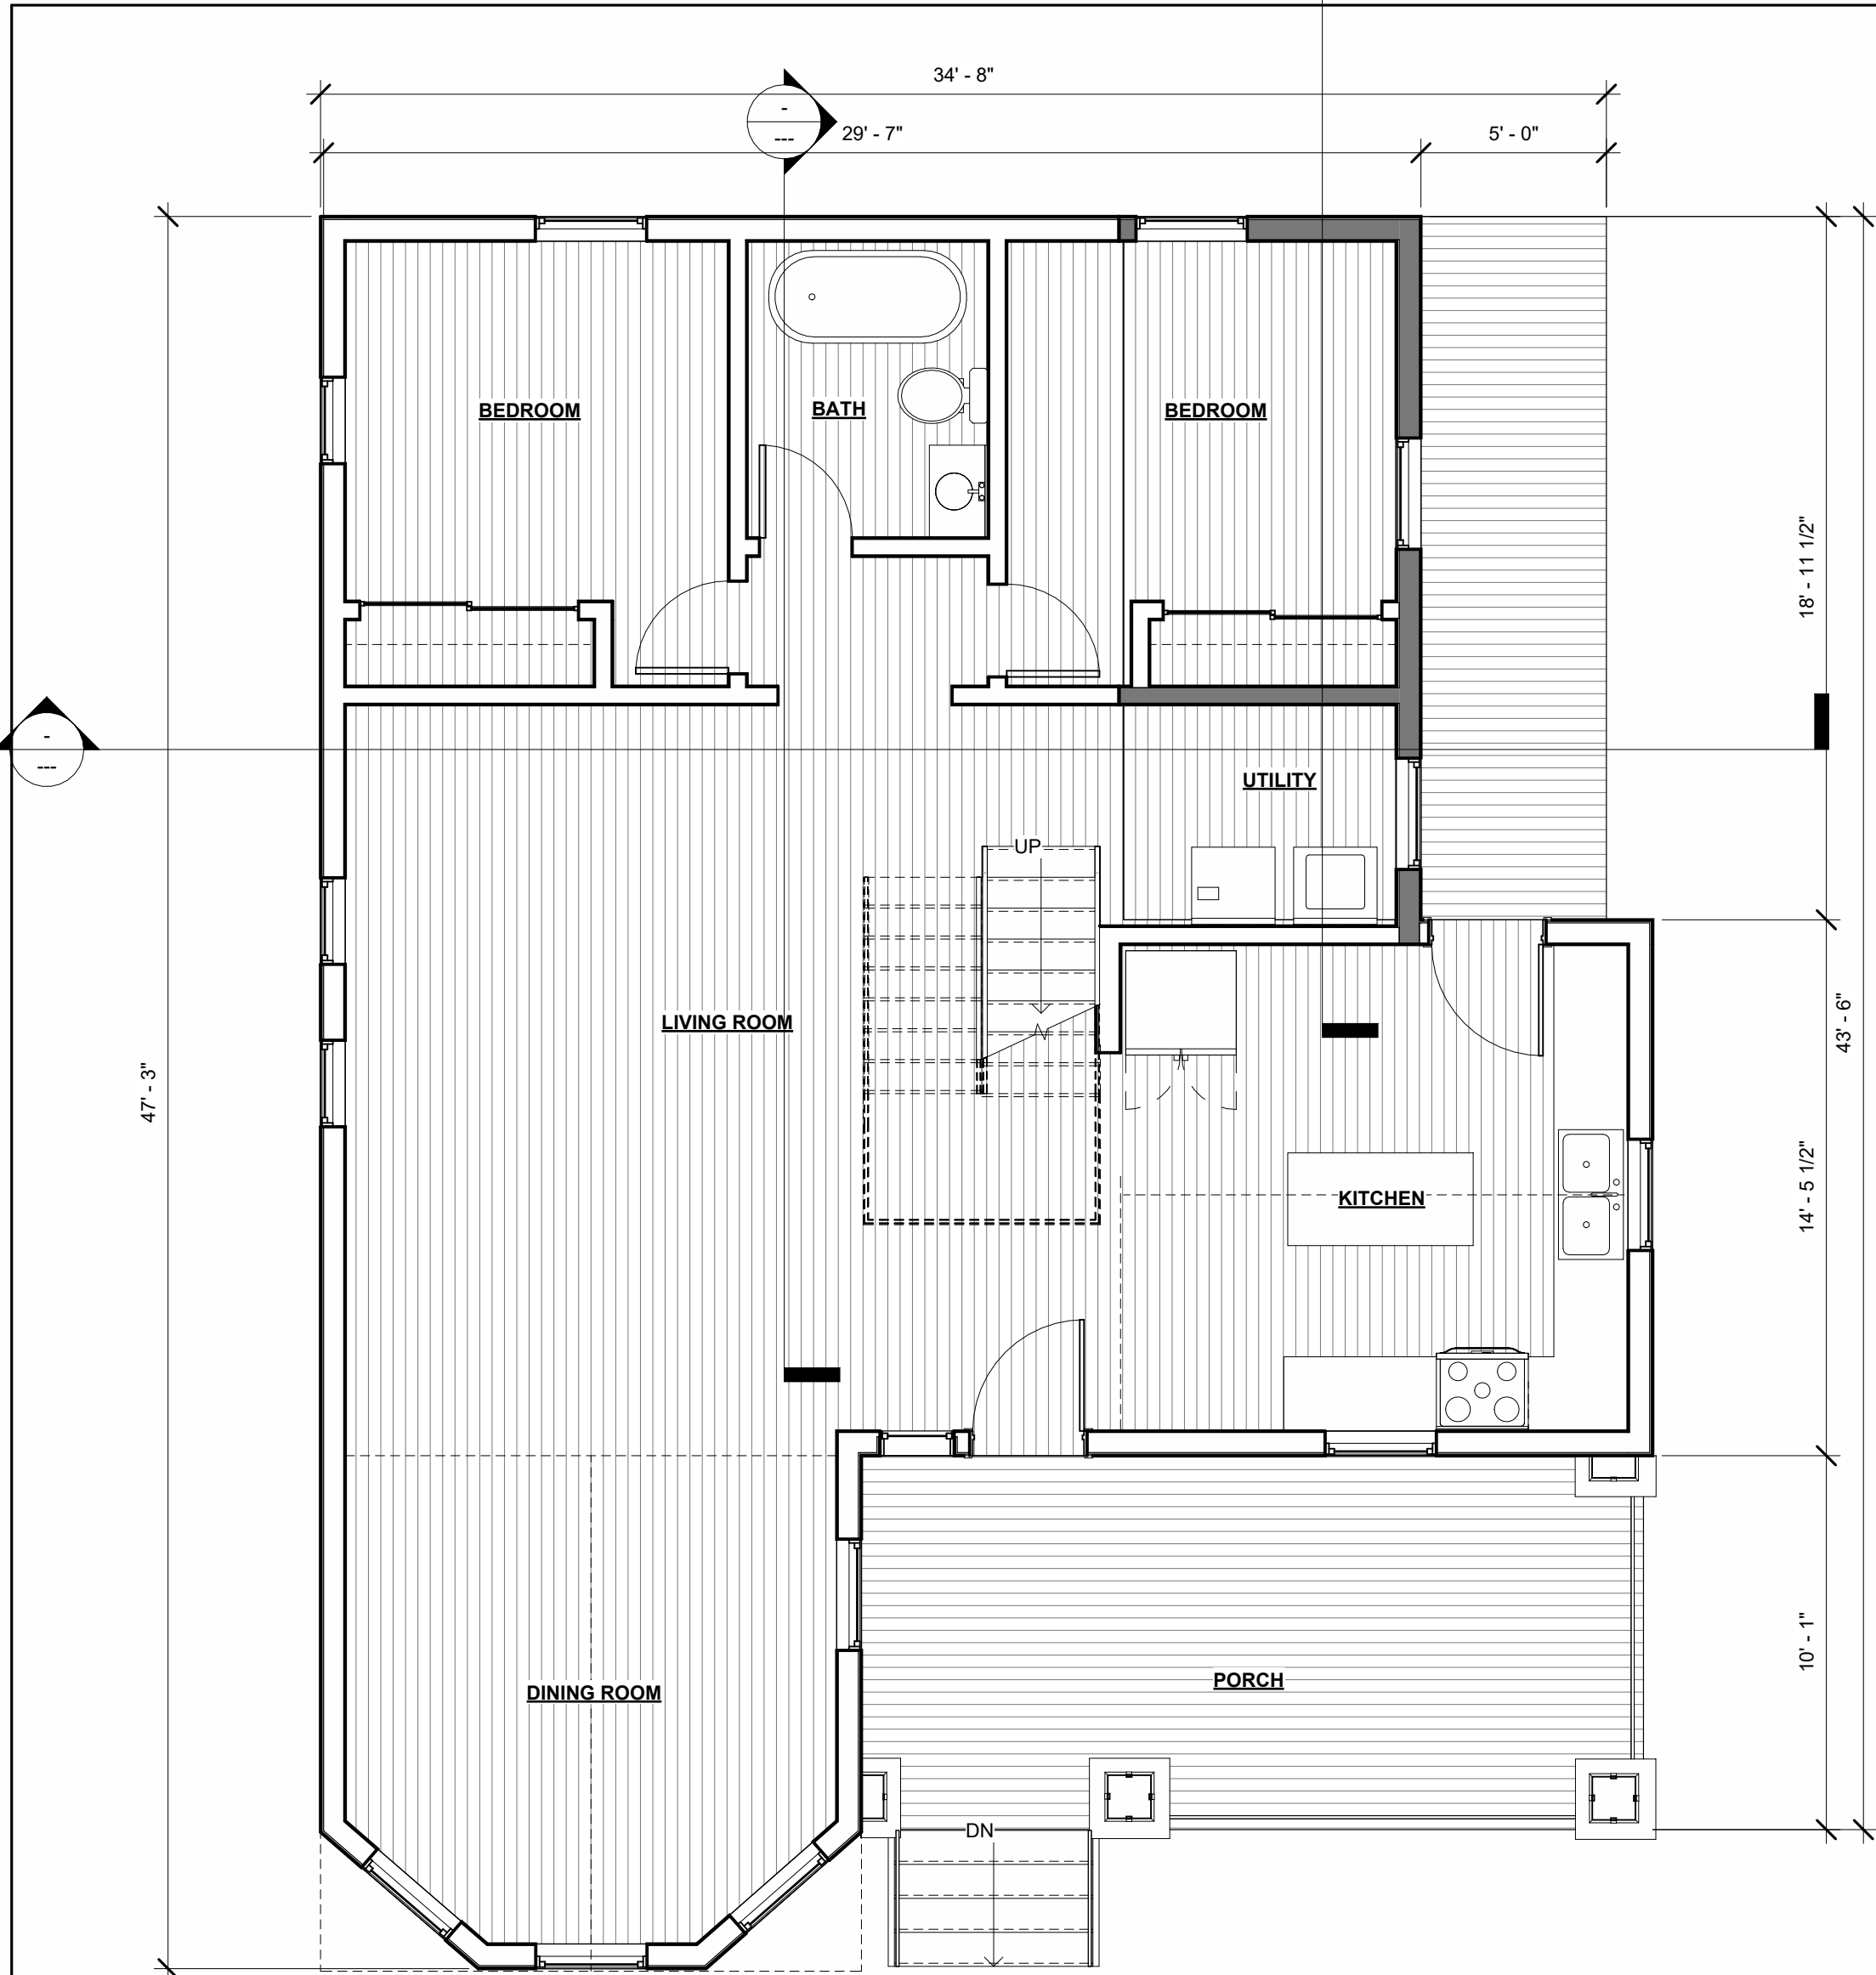 34' - 8"
-
---
29' - 7"
5' - 0"
BEDROOM
BATH
BEDROOM
18' - 11 1/2"
-
---
UTILITY
UP
LIVING ROOM
43' - 6"
47' - 3"
KITCHEN
14' - 5 1/2"
DINING ROOM
PORCH
10' - 1"
DN